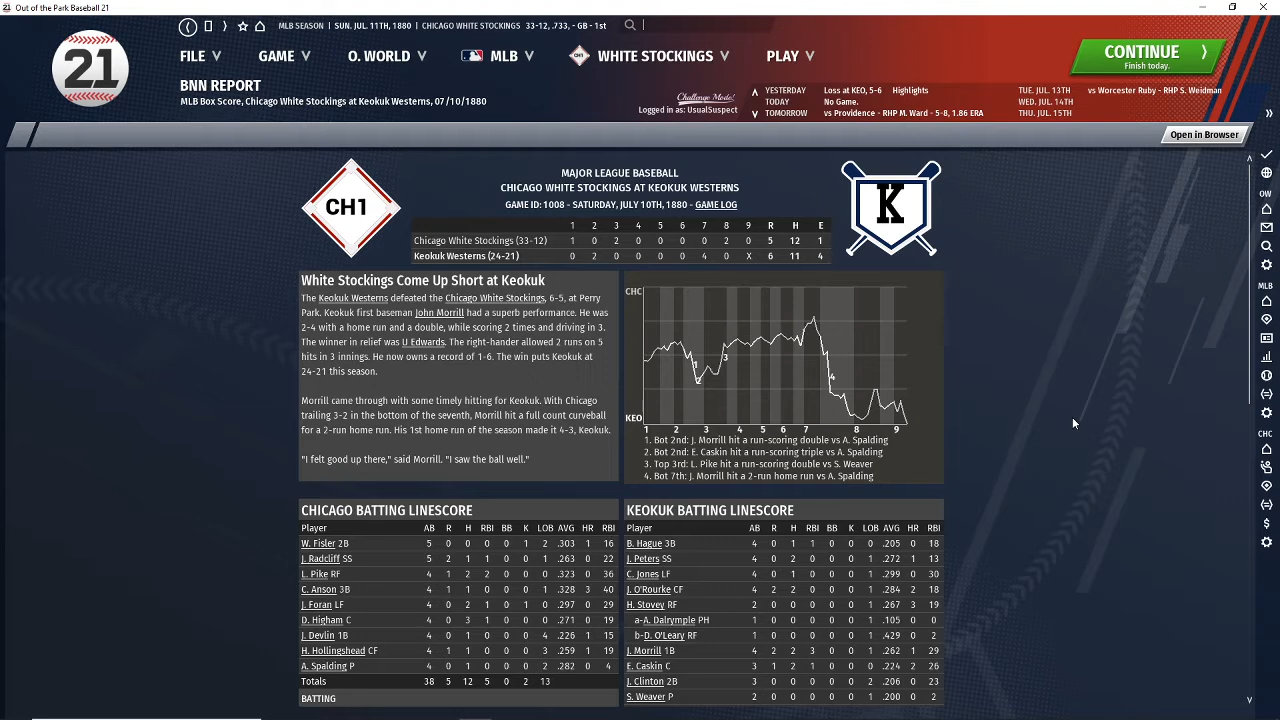 21 Out of the Park Baseball 21
MLB SEASON | SUN. JUL. 11TH, 1880 | CHICAGO WHITE STOCKINGS 33-12, .733, - GB - 1st
21
FILE GAME O. WORLD MLB CH1 WHITE STOCKINGS PLAY
CONTINUE
Finish today.
BNN REPORT
MLB Box Score, Chicago White Stockings at Keokuk Westerns, 07/10/1880
Challenge Mode!
Logged in as: UsualSuspect
YESTERDAY Loss at KEO, 5-6 Highlights TUE. JUL. 13TH vs Worcester Ruby - RHP S. Weidman
TODAY No Game. WED. JUL. 14TH
TOMORROW vs Providence - RHP M. Ward - 5-8, 1.86 ERA THU. JUL. 15TH
Open in Browser
CH1
K
MAJOR LEAGUE BASEBALL
CHICAGO WHITE STOCKINGS AT KEOKUK WESTERNS
GAME ID: 1008 - SATURDAY, JULY 10TH, 1880 - GAME LOG
1 2 3 4 5 6 7 8 9 R H E
Chicago White Stockings (33-12) 1 0 2 0 0 0 0 2 0 5 12 1
Keokuk Westerns (24-21) 0 2 0 0 0 0 4 0 X 6 11 4
White Stockings Come Up Short at Keokuk
The Keokuk Westerns defeated the Chicago White Stockings, 6-5, at Perry
Park. Keokuk first baseman John Morrill had a superb performance. He was
2-4 with a home run and a double, while scoring 2 times and driving in 3.
The winner in relief was U Edwards. The right-hander allowed 2 runs on 5
hits in 3 innings. He now owns a record of 1-6. The win puts Keokuk at
24-21 this season.
Morrill came through with some timely hitting for Keokuk. With Chicago
trailing 3-2 in the bottom of the seventh, Morrill hit a full count curveball
for a 2-run home run. His 1st home run of the season made it 4-3, Keokuk.
"I felt good up there," said Morrill. "I saw the ball well."
CHC
1
2
3
4
KEO
1 2 3 4 5 6 7 8 9
1. Bot 2nd: J. Morrill hit a run-scoring double vs A. Spalding
2. Bot 2nd: E. Caskin hit a run-scoring triple vs A. Spalding
3. Top 3rd: L. Pike hit a run-scoring double vs S. Weaver
4. Bot 7th: J. Morrill hit a 2-run home run vs A. Spalding
CHICAGO BATTING LINESCORE
Player AB R H RBI BB K LOB AVG HR RBI
W. Fisler 2B 5 0 0 0 0 1 2 .303 1 16
J. Radcliff SS 5 2 1 1 0 0 1 .263 0 22
L. Pike RF 4 1 2 2 0 0 0 .323 0 36
C. Anson 3B 4 1 1 0 0 0 1 .328 3 40
J. Foran LF 4 0 2 1 0 1 0 .297 0 29
D. Higham C 4 0 3 1 0 0 0 .271 0 19
J. Devlin 1B 4 0 1 0 0 0 4 .226 1 15
H. Hollingshead CF 4 0 1 0 0 0 3 .259 1 19
A. Spalding P 4 0 1 0 0 0 2 .282 0 4
Totals 38 5 12 5 0 2 13
BATTING
KEOKUK BATTING LINESCORE
Player AB R H RBI BB K LOB AVG HR RBI
B. Hague 3B 4 0 1 1 0 0 0 .205 0 18
J. Peters SS 4 0 2 0 0 0 1 .272 1 13
C. Jones LF 4 0 1 0 0 0 1 .299 0 30
J. O'Rourke CF 4 2 2 0 0 0 1 .284 2 18
H. Stovey RF 2 0 0 0 0 0 1 .267 3 19
a-A. Dalrymple PH 1 0 0 0 0 0 1 .105 0 0
b-D. O'Leary RF 1 0 0 0 0 0 1 .429 0 2
J. Morrill 1B 4 2 2 3 0 0 1 .262 1 29
E. Caskin C 3 1 2 1 0 0 0 .224 2 26
J. Clinton 2B 3 0 0 0 0 0 2 .206 0 23
S. Weaver P 2 0 0 0 0 0 1 .200 0 2
OW
MLB
CHC